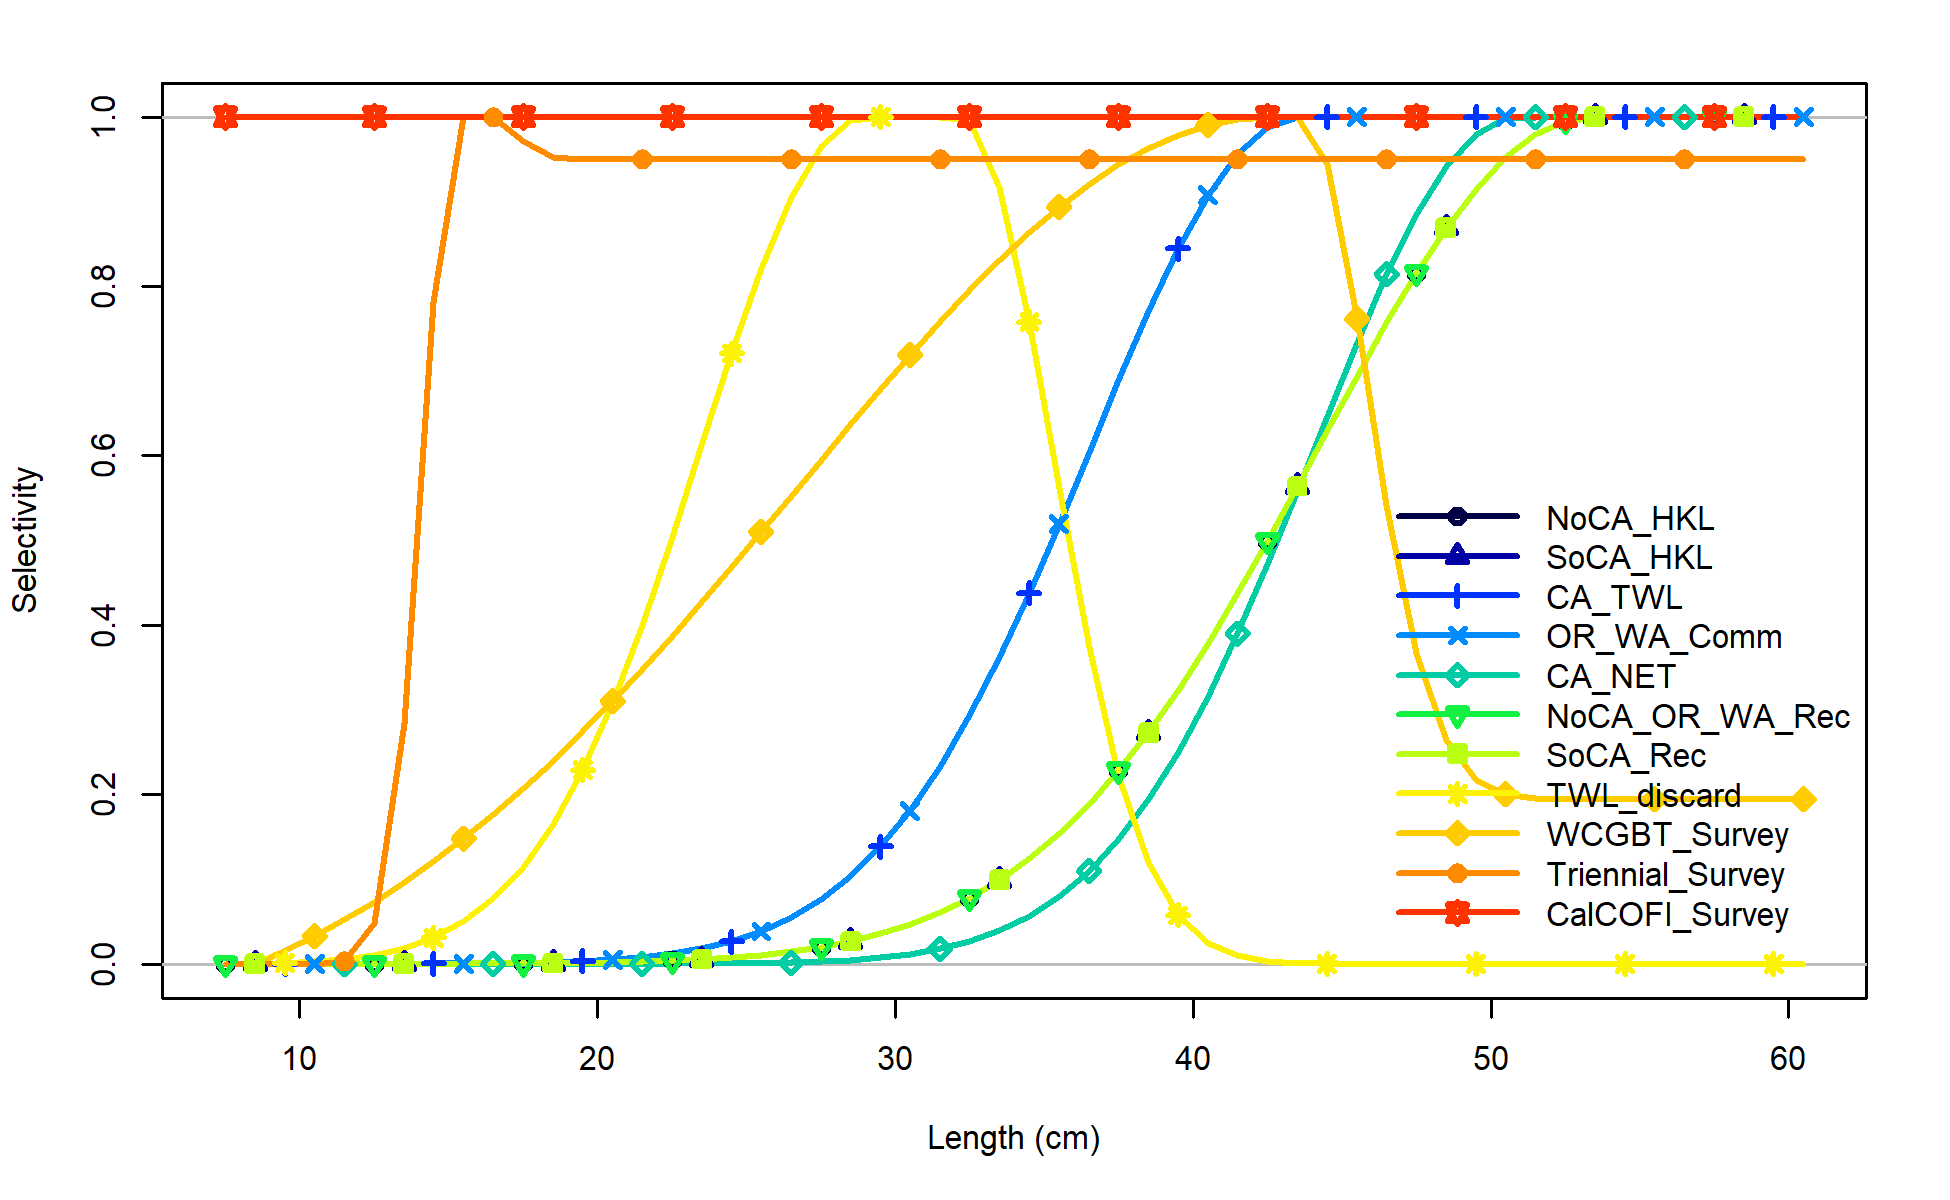 Selectivity
1.0
0.8
0.6
0.4
0.2
0.0
NoCA_HKL
SoCA_HKL
CA_TWL
OR_WA_Comm
CA_NET
NoCA_OR_WA_Rec
SoCA_Rec
TWL_discard
WCGBT_Survey
Triennial_Survey
CalCOFI_Survey
10 20 30 40 50 60
Length (cm)